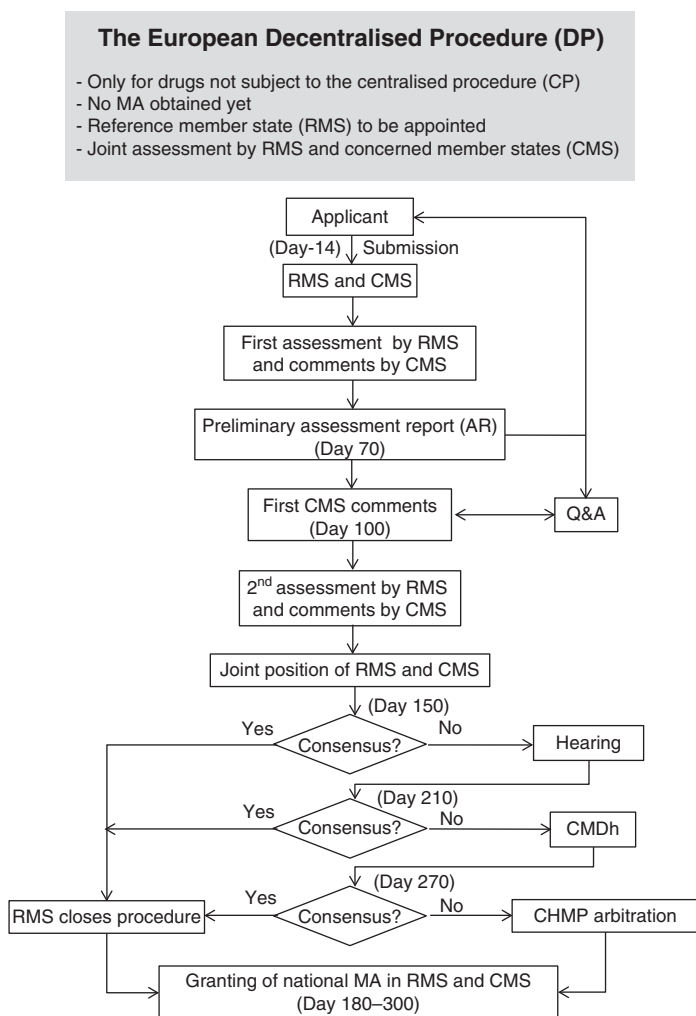 The European Decentralised Procedure (DP)
- Only for drugs not subject to the centralised procedure (CP)
- No MA obtained yet
- Reference member state (RMS) to be appointed
- Joint assessment by RMS and concerned member states (CMS)
Applicant
(Day-14) Submission
RMS and CMS
First assessment by RMS
and comments by CMS
Preliminary assessment report (AR)
(Day 70)
First CMS comments
(Day 100)
Q&A
2nd assessment by RMS
and comments by CMS
Joint position of RMS and CMS
(Day 150)
Yes
Consensus?
No
Hearing
(Day 210)
Yes
Consensus?
No
CMDh
(Day 270)
RMS closes procedure
Yes
Consensus?
No
CHMP arbitration
Granting of national MA in RMS and CMS
(Day 180–300)